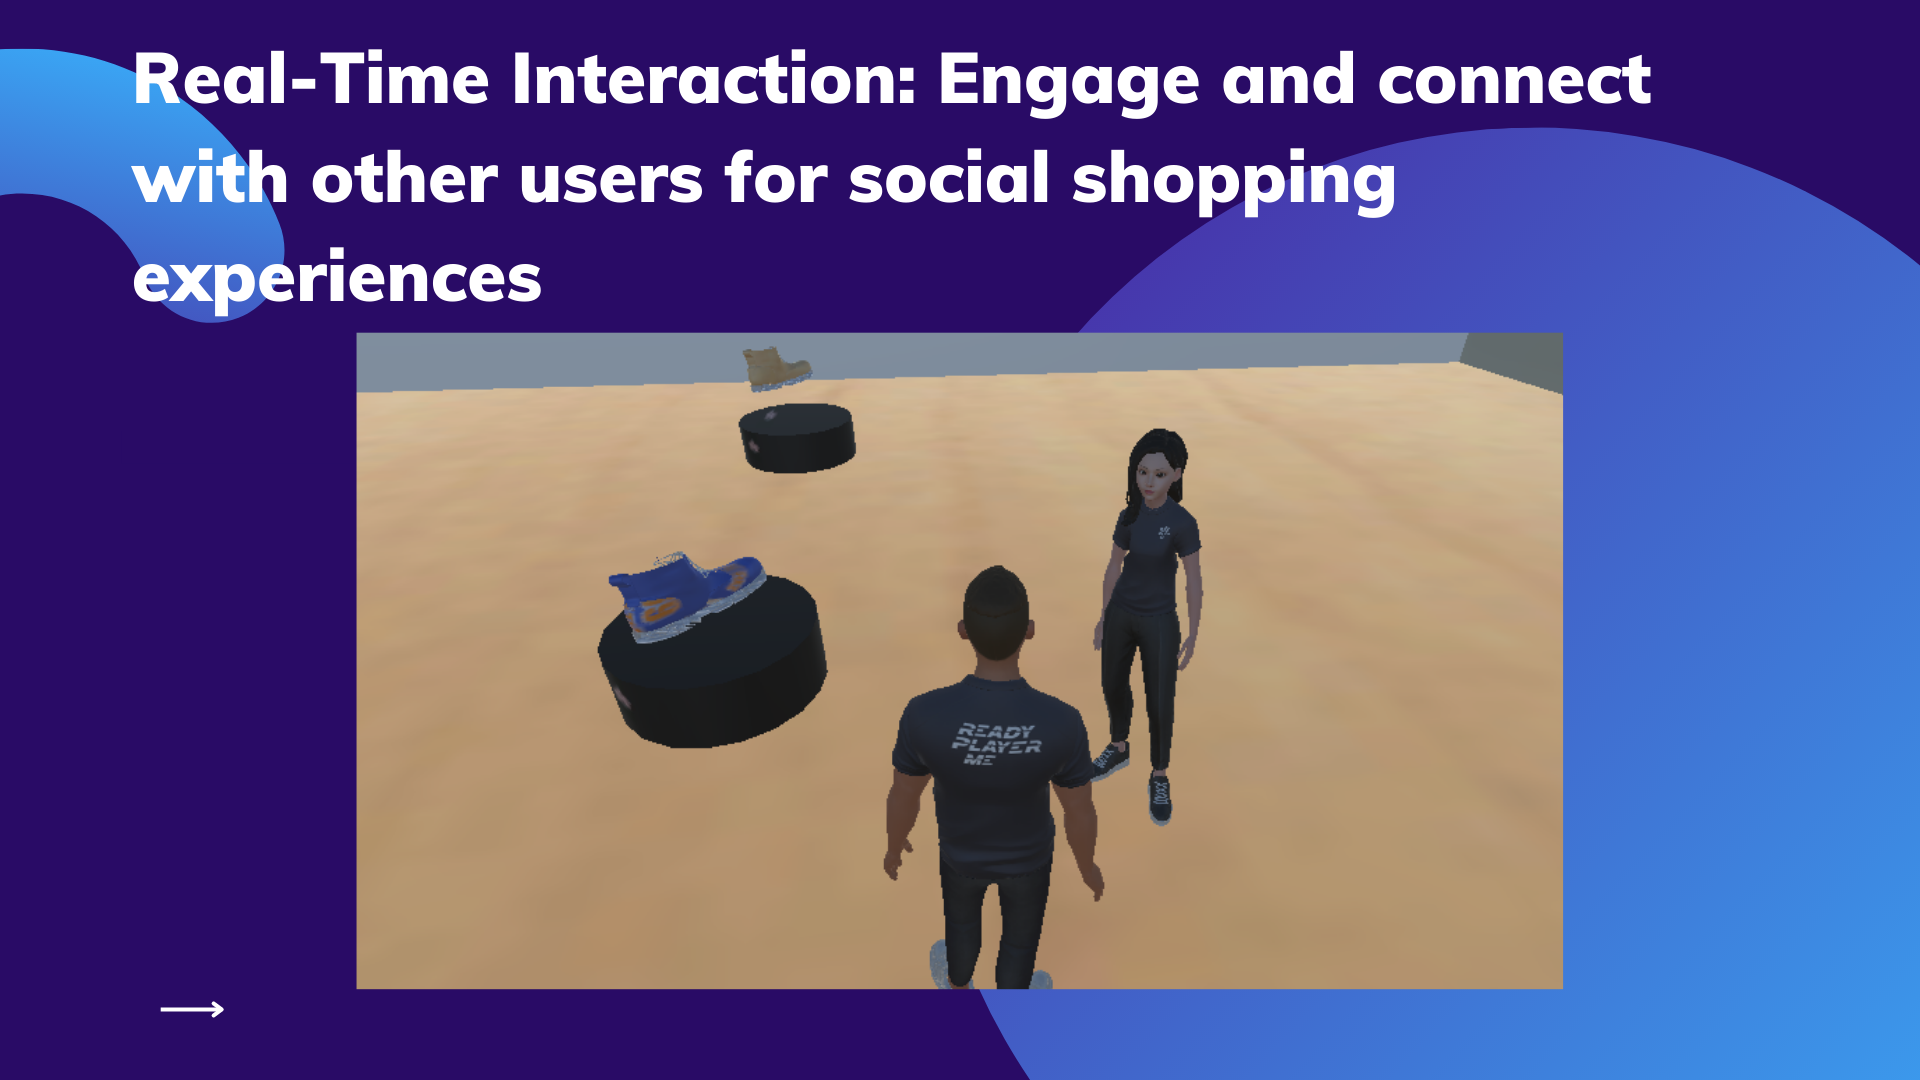 Real-Time Interaction: Engage and connect
with other users for social shopping
experiences
READY
PLAYER
ME